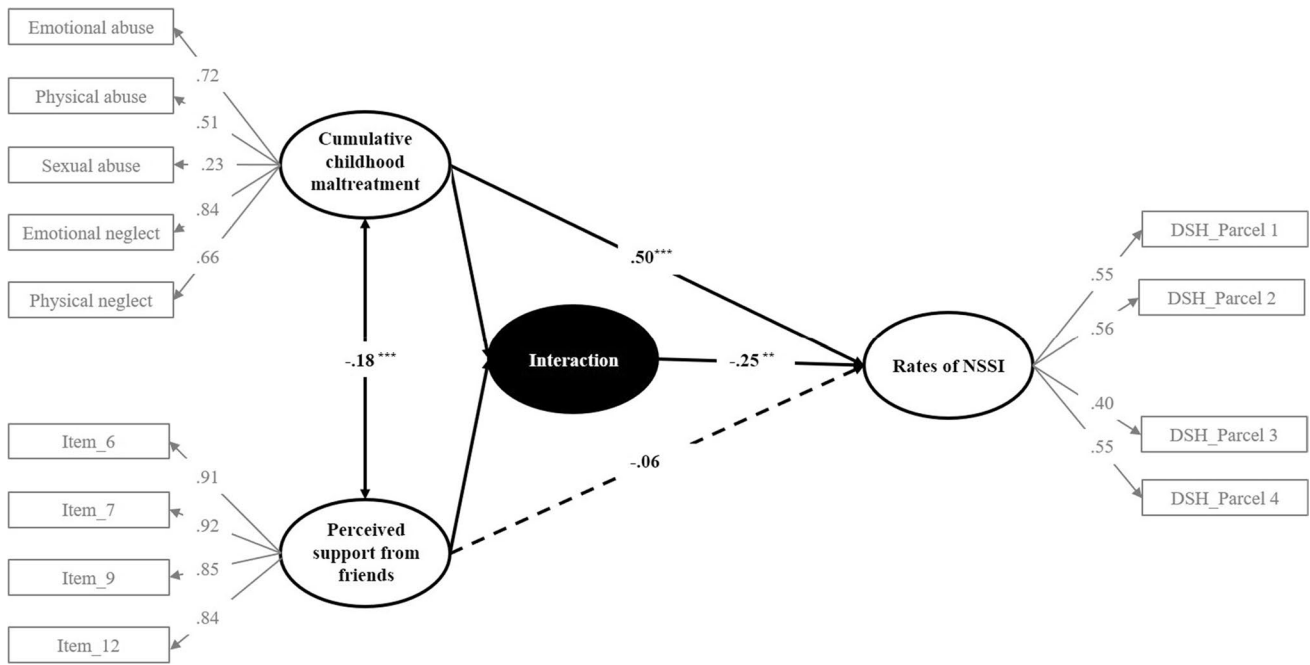 Emotional abuse
.72
Physical abuse
.51
Sexual abuse
.23
Emotional neglect
.84
Physical neglect
.66
Cumulative
childhood
maltreatment
.50***
-.18 ***
Interaction
-.25 **
-.06
Rates of NSSI
DSH_Parcel 1
.55
DSH_Parcel 2
.56
DSH_Parcel 3
.40
DSH_Parcel 4
.55
Item_6
.91
Item_7
.92
Item_9
.85
Item_12
.84
Perceived
support from
friends